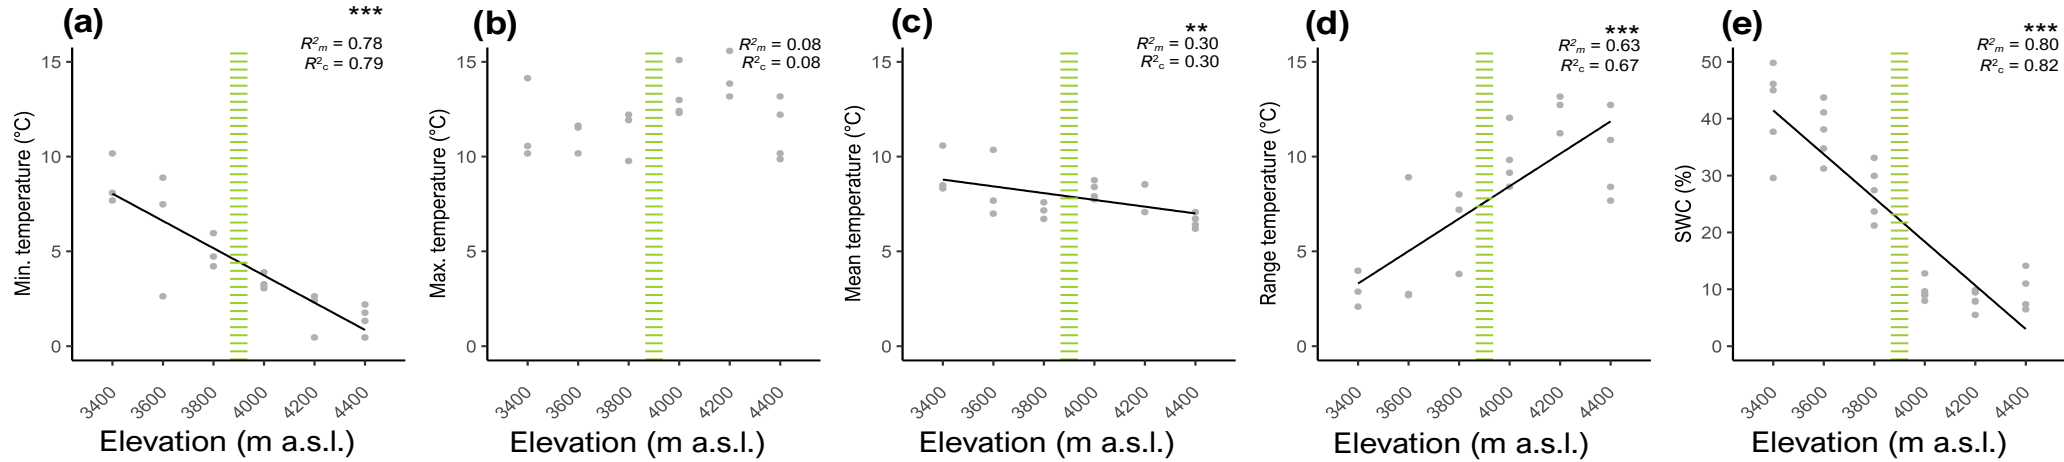 (a)
***
R²m = 0.78
R²c = 0.79
Min. temperature (°C)
15
10
5
0
3400
3600
3800
4000
4200
4400
Elevation (m a.s.l.)
(b)
R²m = 0.08
R²c = 0.08
Max. temperature (°C)
15
10
5
0
3400
3600
3800
4000
4200
4400
Elevation (m a.s.l.)
(c)
**
R²m = 0.30
R²c = 0.30
Mean temperature (°C)
15
10
5
0
3400
3600
3800
4000
4200
4400
Elevation (m a.s.l.)
(d)
***
R²m = 0.63
R²c = 0.67
Range temperature (°C)
15
10
5
0
3400
3600
3800
4000
4200
4400
Elevation (m a.s.l.)
(e)
***
R²m = 0.80
R²c = 0.82
SWC (%)
50
40
30
20
10
0
3400
3600
3800
4000
4200
4400
Elevation (m a.s.l.)